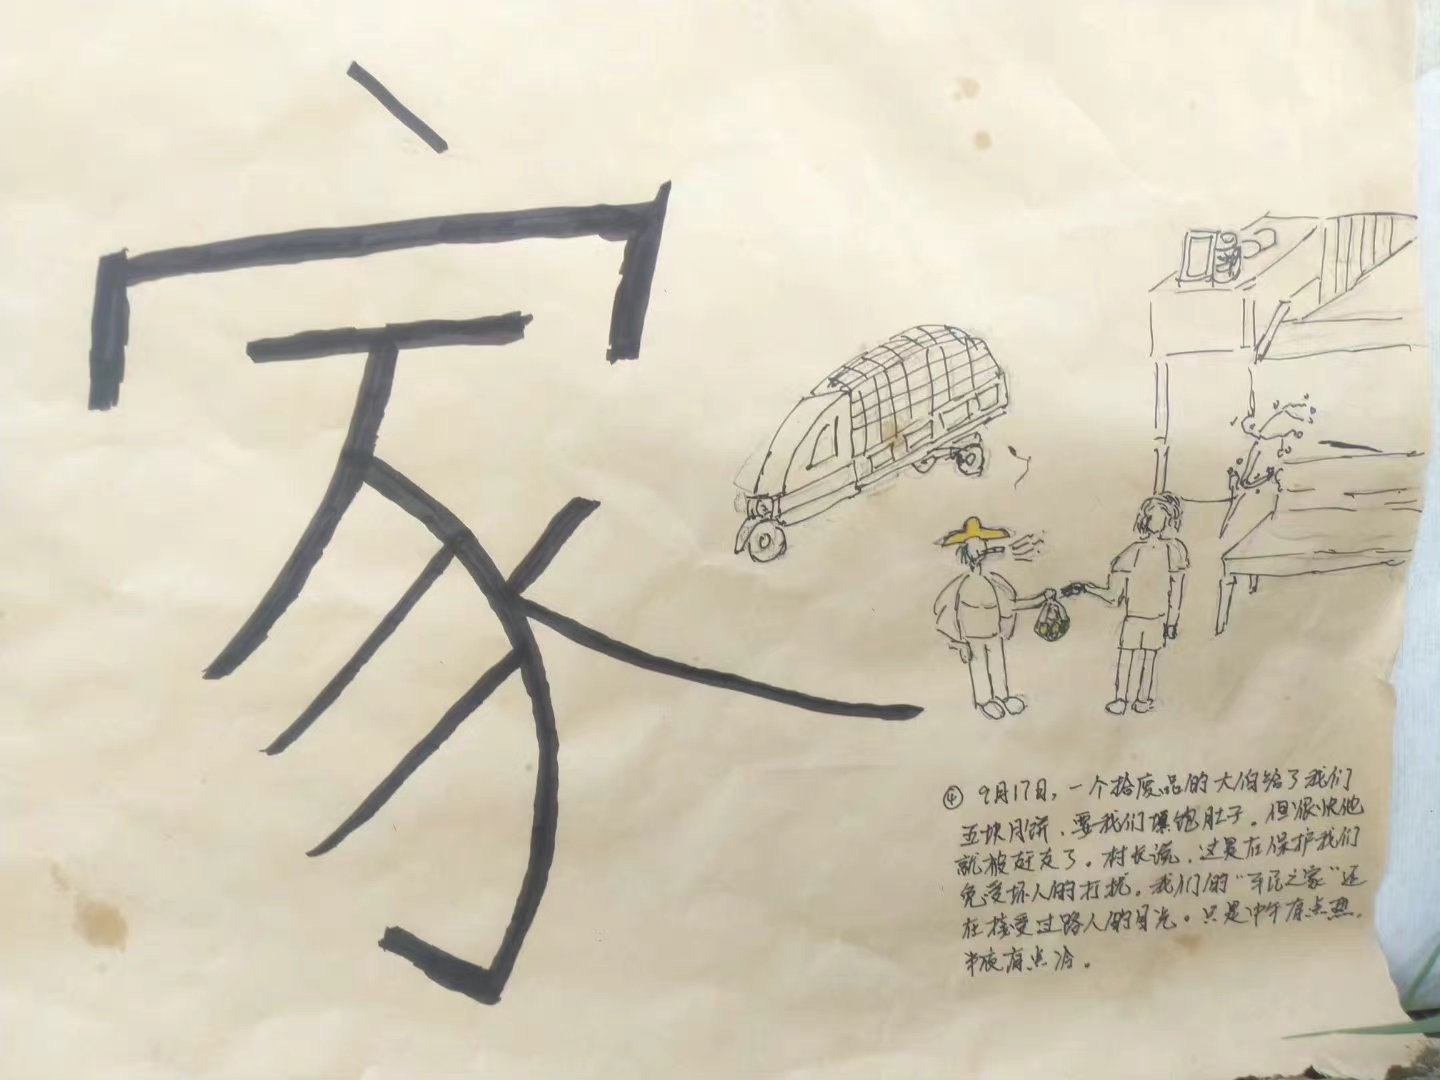 家
④ 9月17日，一个拾废品的大伯给了我们
五块月饼，要我们填饱肚子。但很快他
就被赶走了。村长说，这是在保护我们
免受坏人的打扰。我们的“平民之家”还
在接受过路人的目光。只是中午有点热，
半夜有点冷。